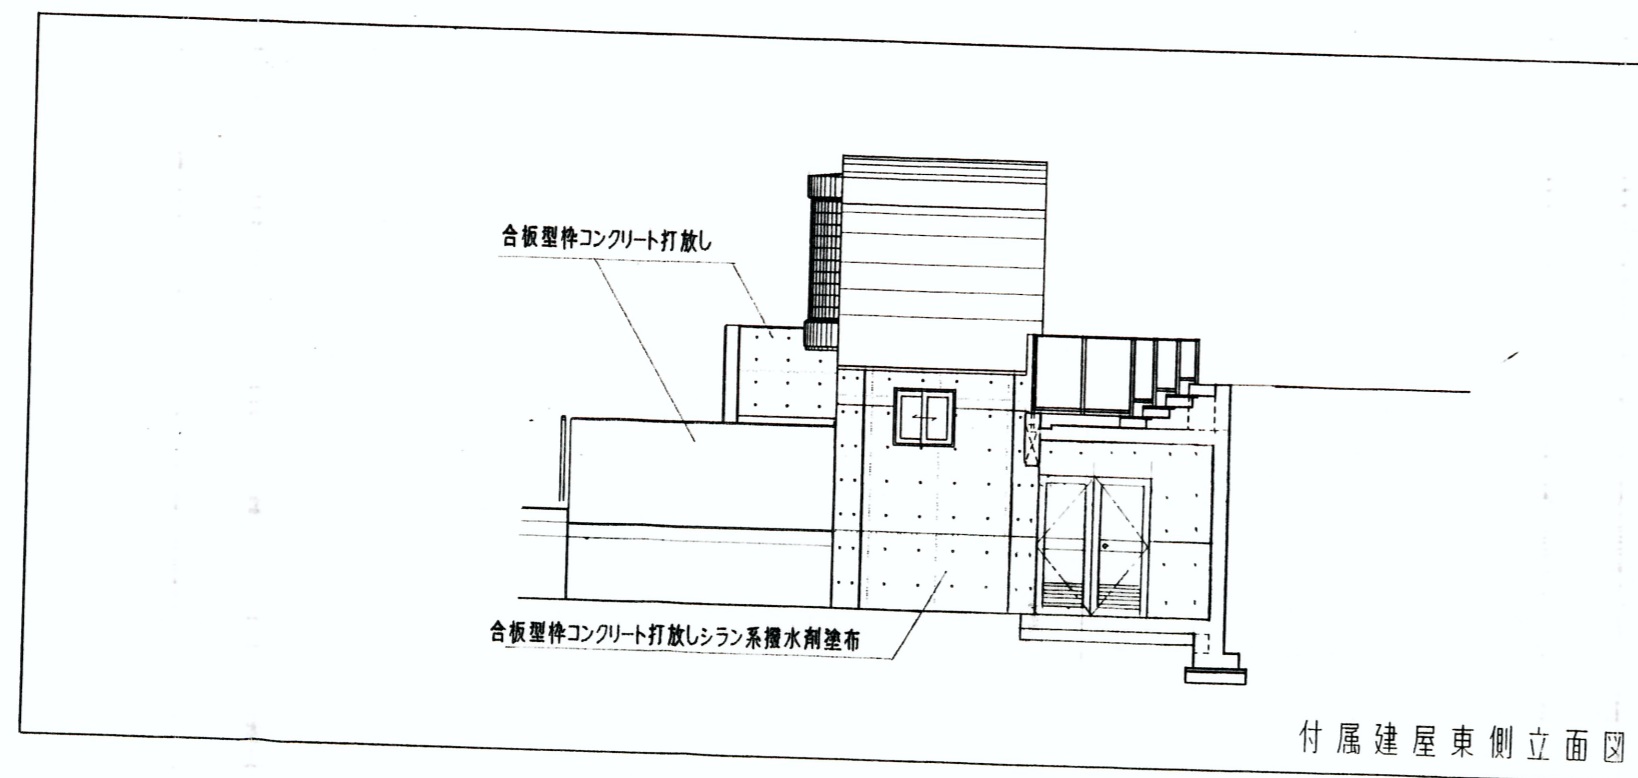 合板型枠コンクリート打放し
合板型枠コンクリート打放しシラン系撥水剤塗布
付属建屋東側立面図